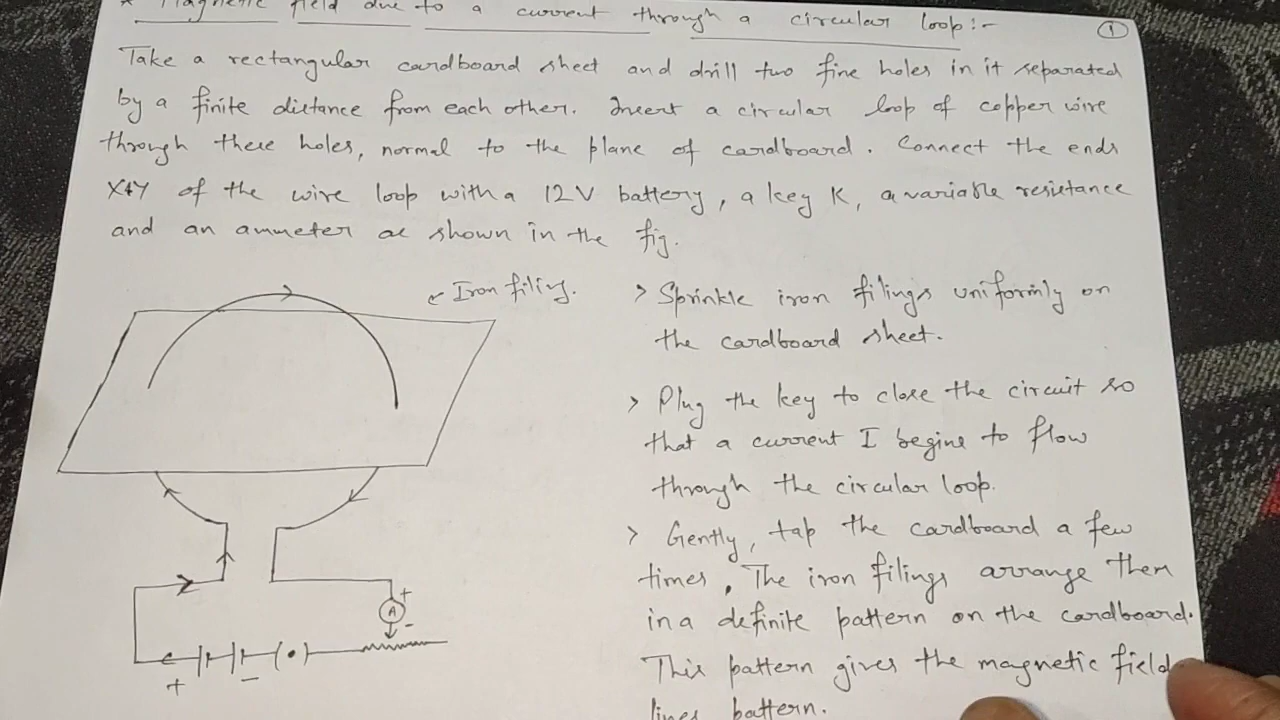 * Magnetic field due to a current through a circular loop:-
1
Take a rectangular cardboard sheet and drill two fine holes in it separated
by a finite distance from each other. Insert a circular loop of copper wire
through these holes, normal to the plane of cardboard. Connect the ends
X&Y of the wire loop with a 12V battery, a key K, a variable resistance
and an ammeter as shown in the fig.
Iron filing.
> Sprinkle iron filings uniformly on
the cardboard sheet.
> Plug the key to close the circuit so
that a current I begins to flow
through the circular loop.
> Gently, tap the cardboard a few
times. The iron filings arrange them
in a definite pattern on the cardboard.
This pattern gives the magnetic field
lines pattern.
+
A
-
+ -